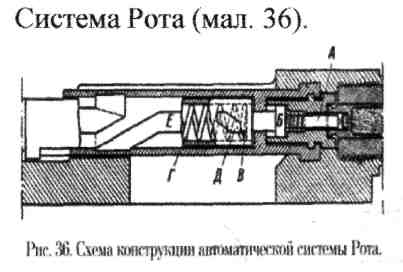 Система Рота (мал. 36).
А
Е
Б
Г
Д
В
Рис. 36. Схема конструкции автоматической системы Рота.